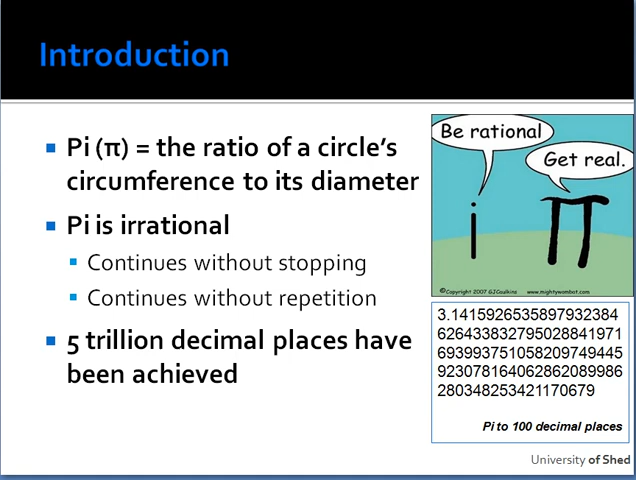 Introduction
Pi (π) = the ratio of a circle's
circumference to its diameter
Pi is irrational
Continues without stopping
Continues without repetition
5 trillion decimal places have
been achieved
Be rational
Get real.
i π
©Copyright 2007 GJCaulkins www.mightywombat.com
3.1415926535897932384
626433832795028841971
693993751058209749445
923078164062862089986
280348253421170679
Pi to 100 decimal places
University of Shed